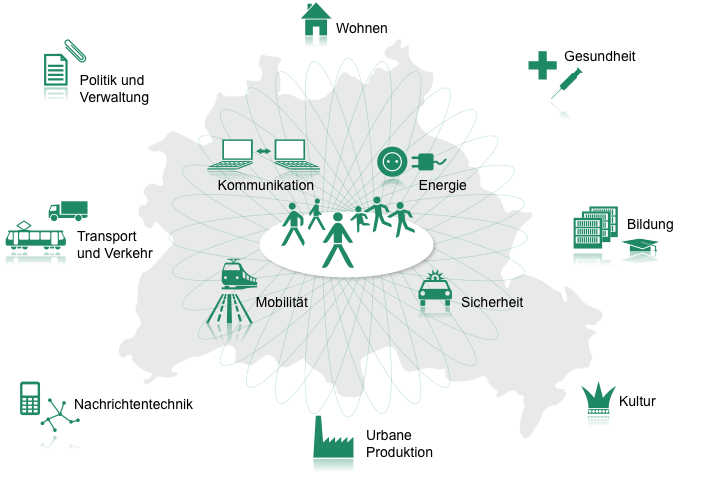 Wohnen
Gesundheit
Politik und
Verwaltung
Kommunikation
Energie
Transport
und Verkehr
Bildung
Mobilität
Sicherheit
Nachrichtentechnik
Kultur
Urbane
Produktion